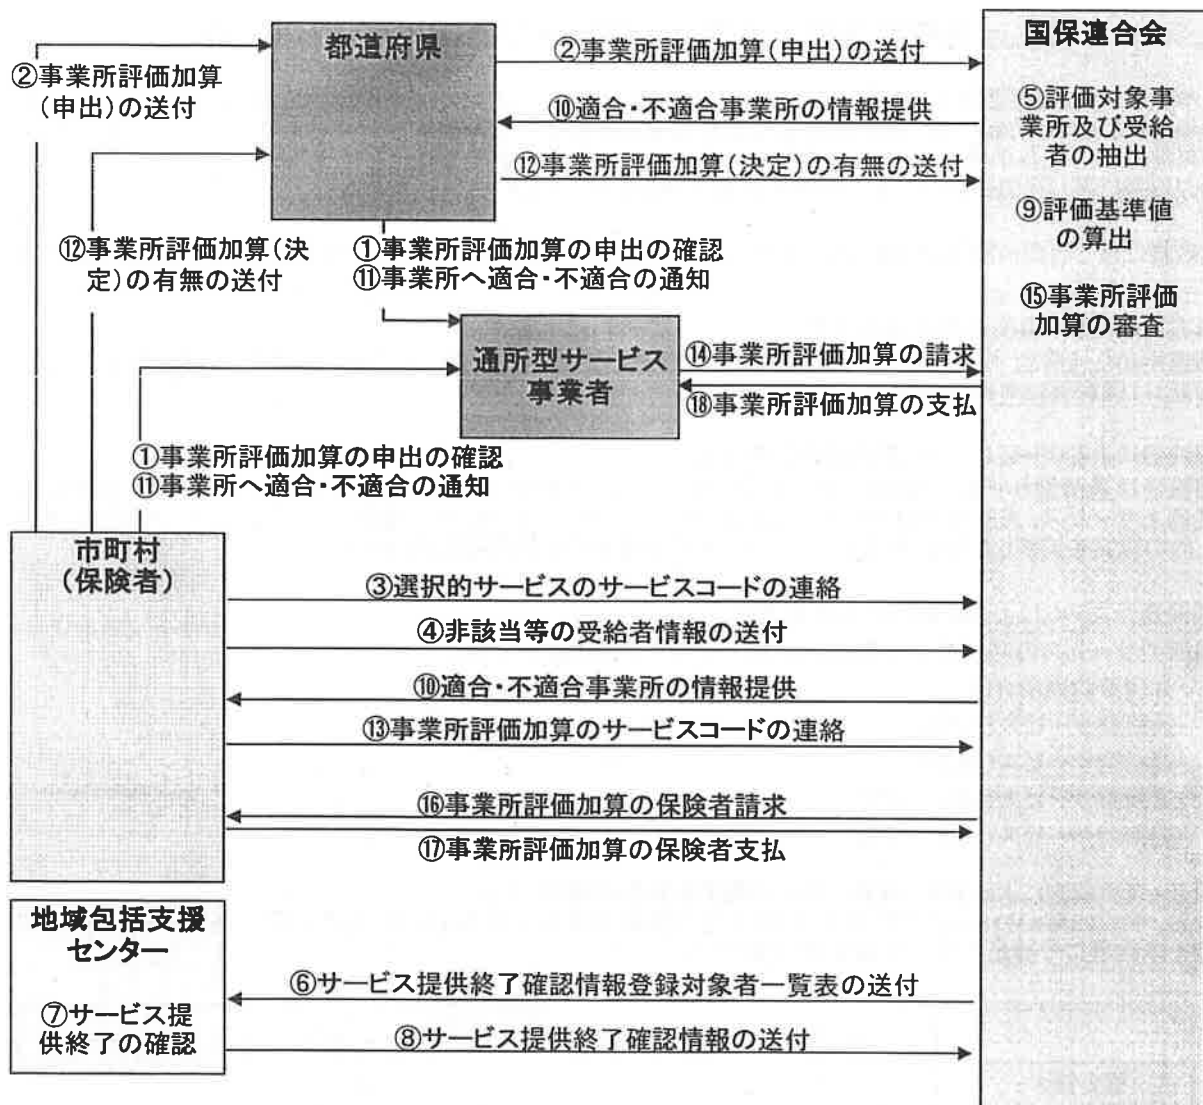 都道府県
国保連合会
②事業所評価加算
(申出)の送付
②事業所評価加算(申出)の送付
⑩適合・不適合事業所の情報提供
⑫事業所評価加算(決定)の有無の送付
⑤評価対象事
業所及び受給
者の抽出
⑨評価基準値
の算出
⑮事業所評価
加算の審査
⑫事業所評価加算(決
定)の有無の送付
①事業所評価加算の申出の確認
⑪事業所へ適合・不適合の通知
通所型サービス
事業者
⑭事業所評価加算の請求
⑱事業所評価加算の支払
①事業所評価加算の申出の確認
⑪事業所へ適合・不適合の通知
市町村
(保険者)
③選択的サービスのサービスコードの連絡
④非該当等の受給者情報の送付
⑩適合・不適合事業所の情報提供
⑬事業所評価加算のサービスコードの連絡
⑯事業所評価加算の保険者請求
⑰事業所評価加算の保険者支払
地域包括支援
センター
⑦サービス提
供終了の確認
⑥サービス提供終了確認情報登録対象者一覧表の送付
⑧サービス提供終了確認情報の送付